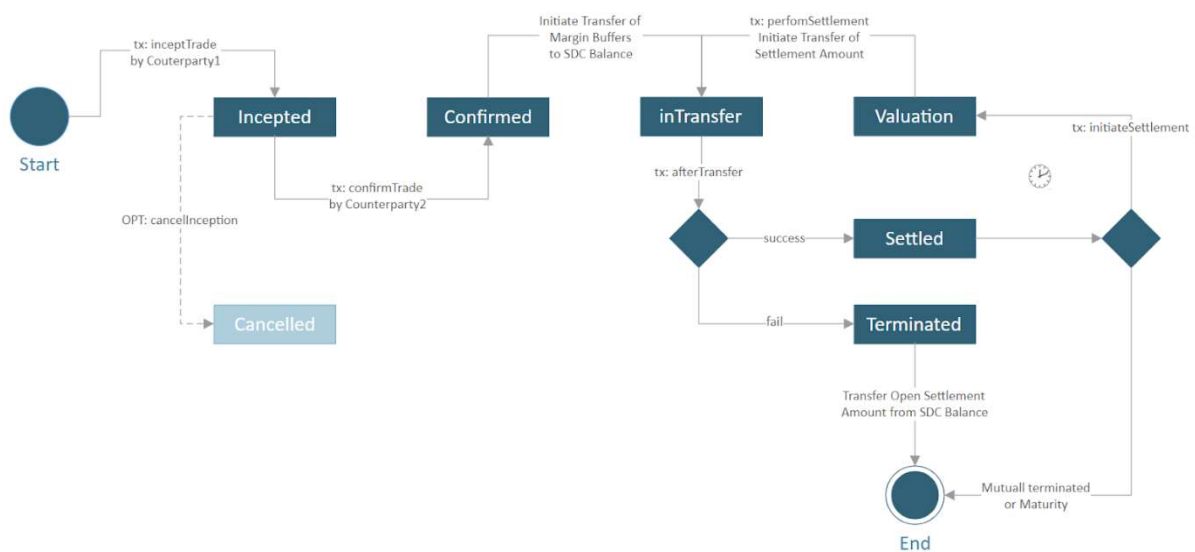 tx: inceptTrade
by Couterparty1
Initiate Transfer of
Margin Buffers
to SDC Balance
tx: perfomSettlement
Initiate Transfer of
Settlement Amount
Incepted
Confirmed
inTransfer
Valuation
tx: initiateSettlement
Start
tx: afterTransfer
tx: confirmTrade
by Counterparty2
OPT: cancelInception
success
Settled
Cancelled
fail
Terminated
Transfer Open Settlement
Amount from SDC Balance
Mutuall terminated
or Maturity
End